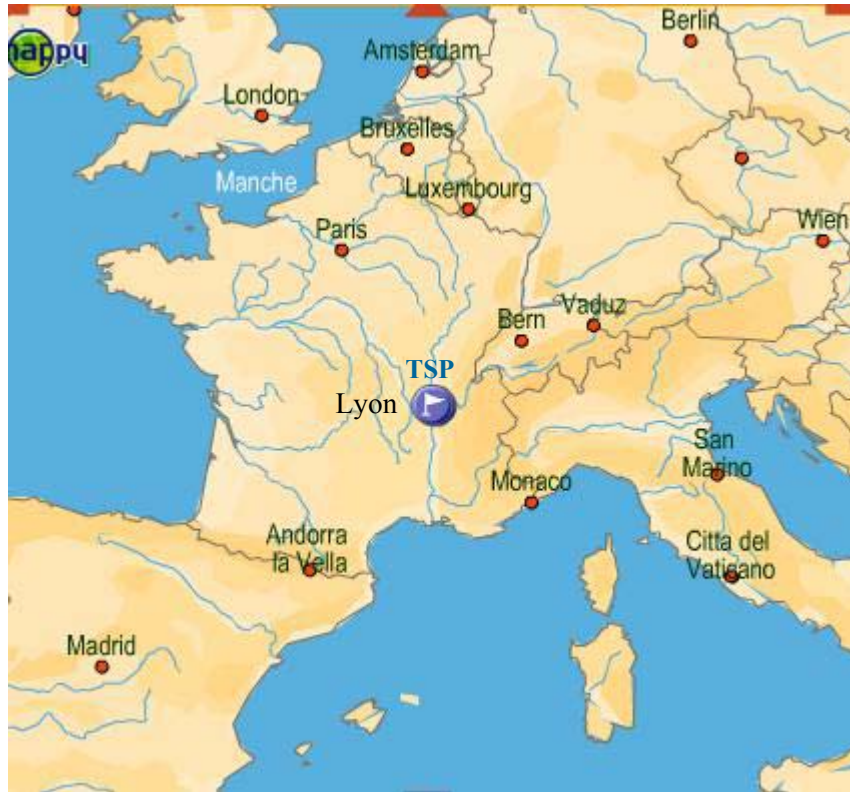 Berlin
mappy
Amsterdam
London
Bruxelles
Manche
Luxembourg
Paris
Wien
Vaduz
Bern
TSP
Lyon
San
Marino
Monaco
Andorra
la Vella
Citta del
Vaticano
Madrid